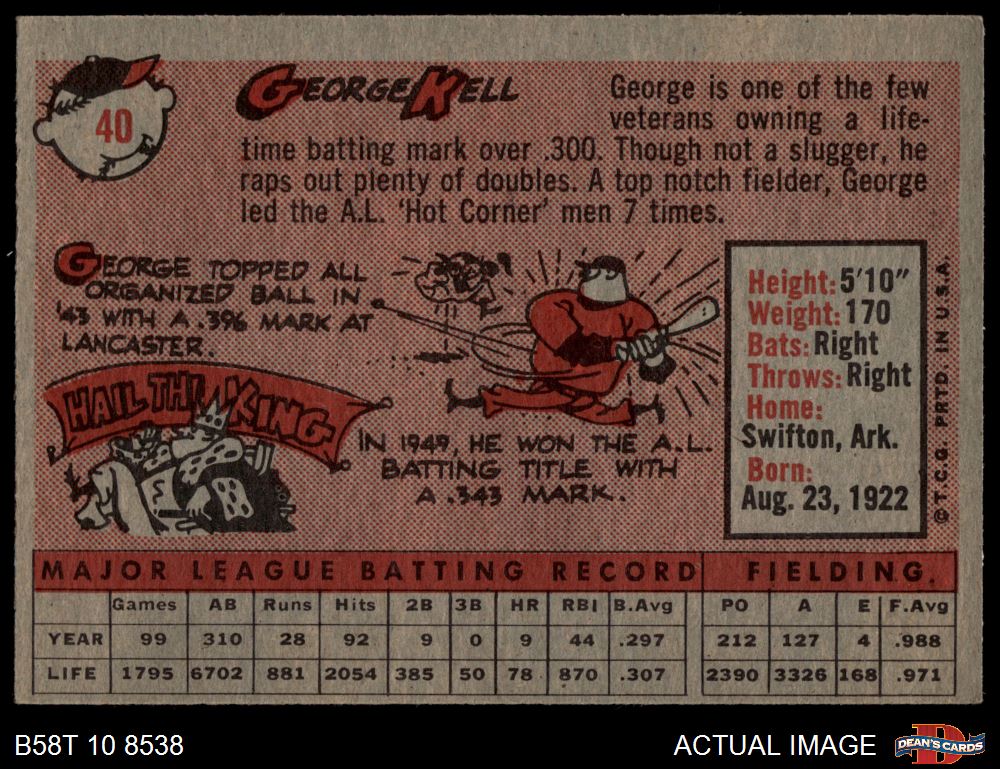 40
GEORGE KELL
George is one of the few
veterans owning a life-
time batting mark over .300. Though not a slugger, he
raps out plenty of doubles. A top notch fielder, George
led the A.L. 'Hot Corner' men 7 times.
GEORGE TOPPED ALL
ORGANIZED BALL IN
'43 WITH A .396 MARK AT
LANCASTER.
HAIL TH' KING
IN 1949, HE WON THE A.L.
BATTING TITLE WITH
A .343 MARK.
Height: 5'10"
Weight: 170
Bats: Right
Throws: Right
Home:
Swifton, Ark.
Born:
Aug. 23, 1922
© T.C.G. PRTD. IN U.S.A.
MAJOR LEAGUE BATTING RECORD FIELDING
Games AB Runs Hits 2B 3B HR RBI B.Avg PO A E F.Avg
YEAR 99 310 28 92 9 0 9 44 .297 212 127 4 .988
LIFE 1795 6702 881 2054 385 50 78 870 .307 2390 3326 168 .971
B58T 10 8538
ACTUAL IMAGE
DEAN'S CARDS